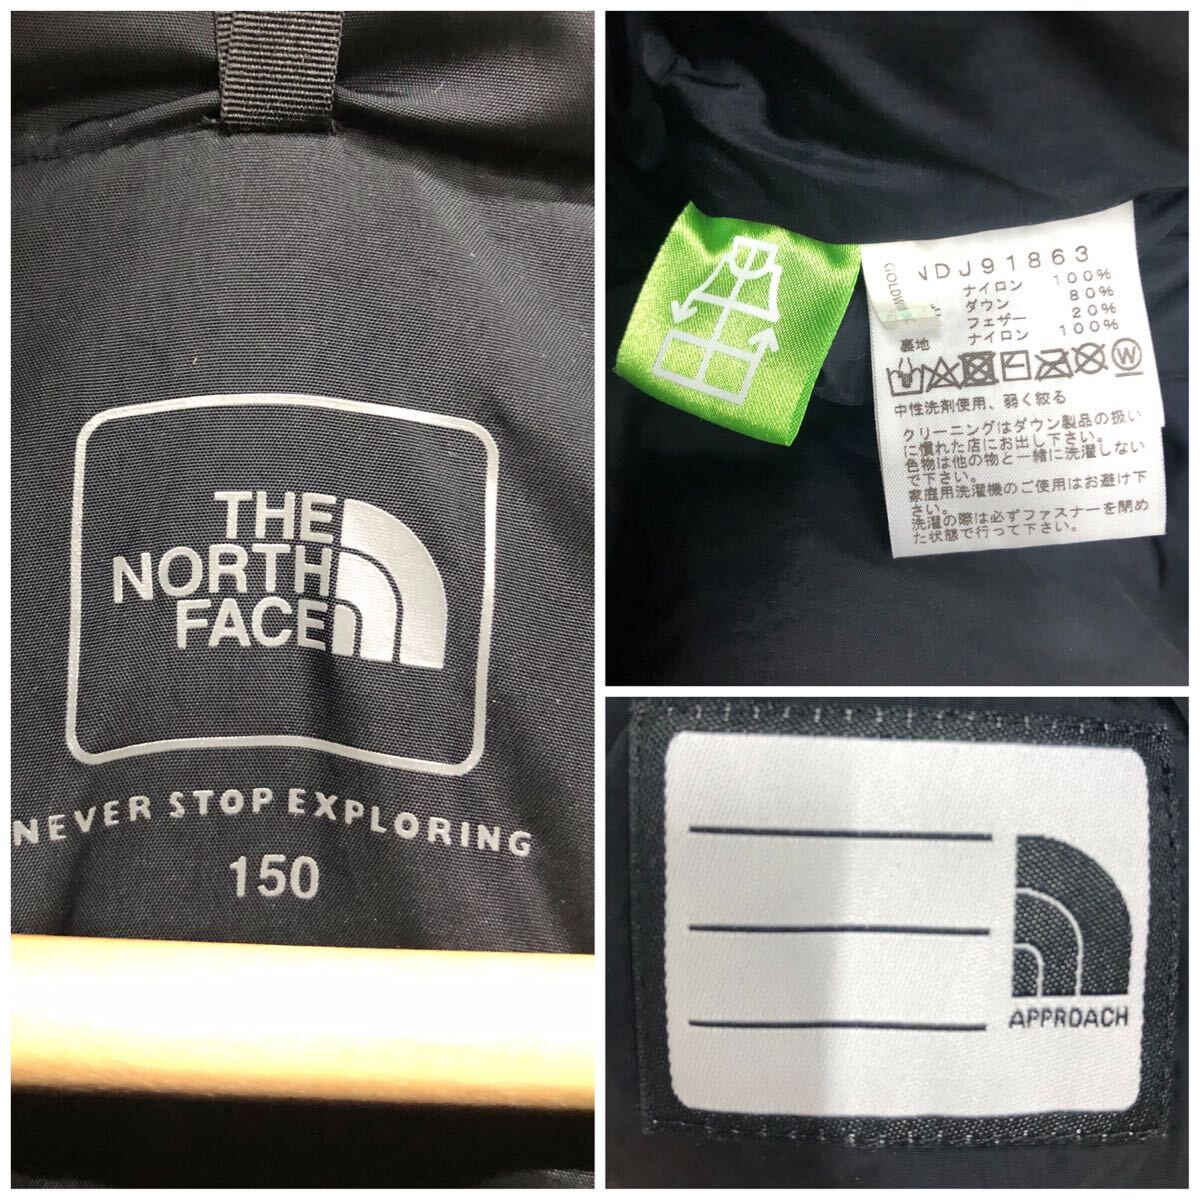 THE
NORTH
FACE
NEVER STOP EXPLORING
150
NDJ91863
ナイロン 100%
ダウン 80%
フェザー 20%
裏地 ナイロン 100%
W
中性洗剤使用、弱く絞る
クリーニングはダウン製品の扱い
に慣れた店にお出し下さい。
色物は他の物と一緒に洗濯しない
で下さい。
家庭用洗濯機のご使用はお避け下
さい。
洗濯の際は必ずファスナーを閉め
た状態で行って下さい。
APPROACH